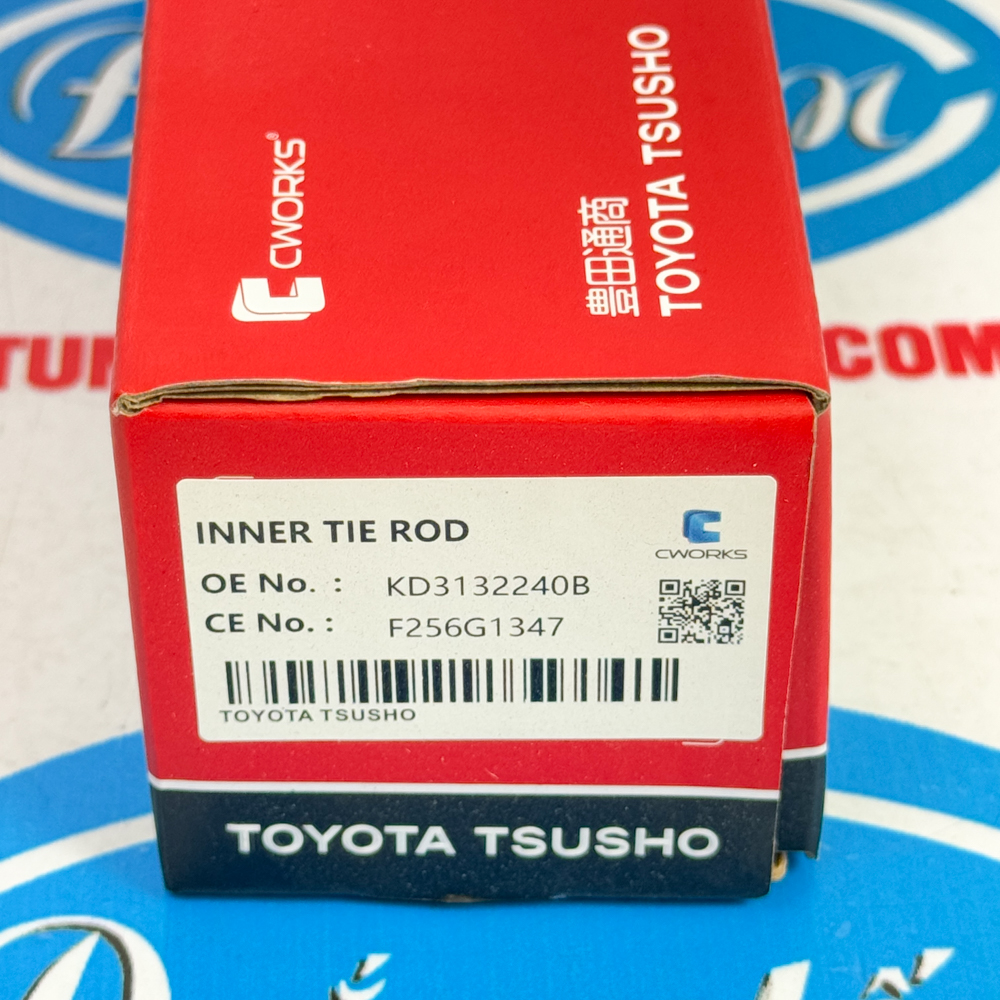 CWORKS
豊田通商
TOYOTA TSUSHO
INNER TIE ROD
OE No. : KD3132240B
CE No. : F256G1347
CWORKS
TOYOTA TSUSHO
TOYOTA TSUSHO